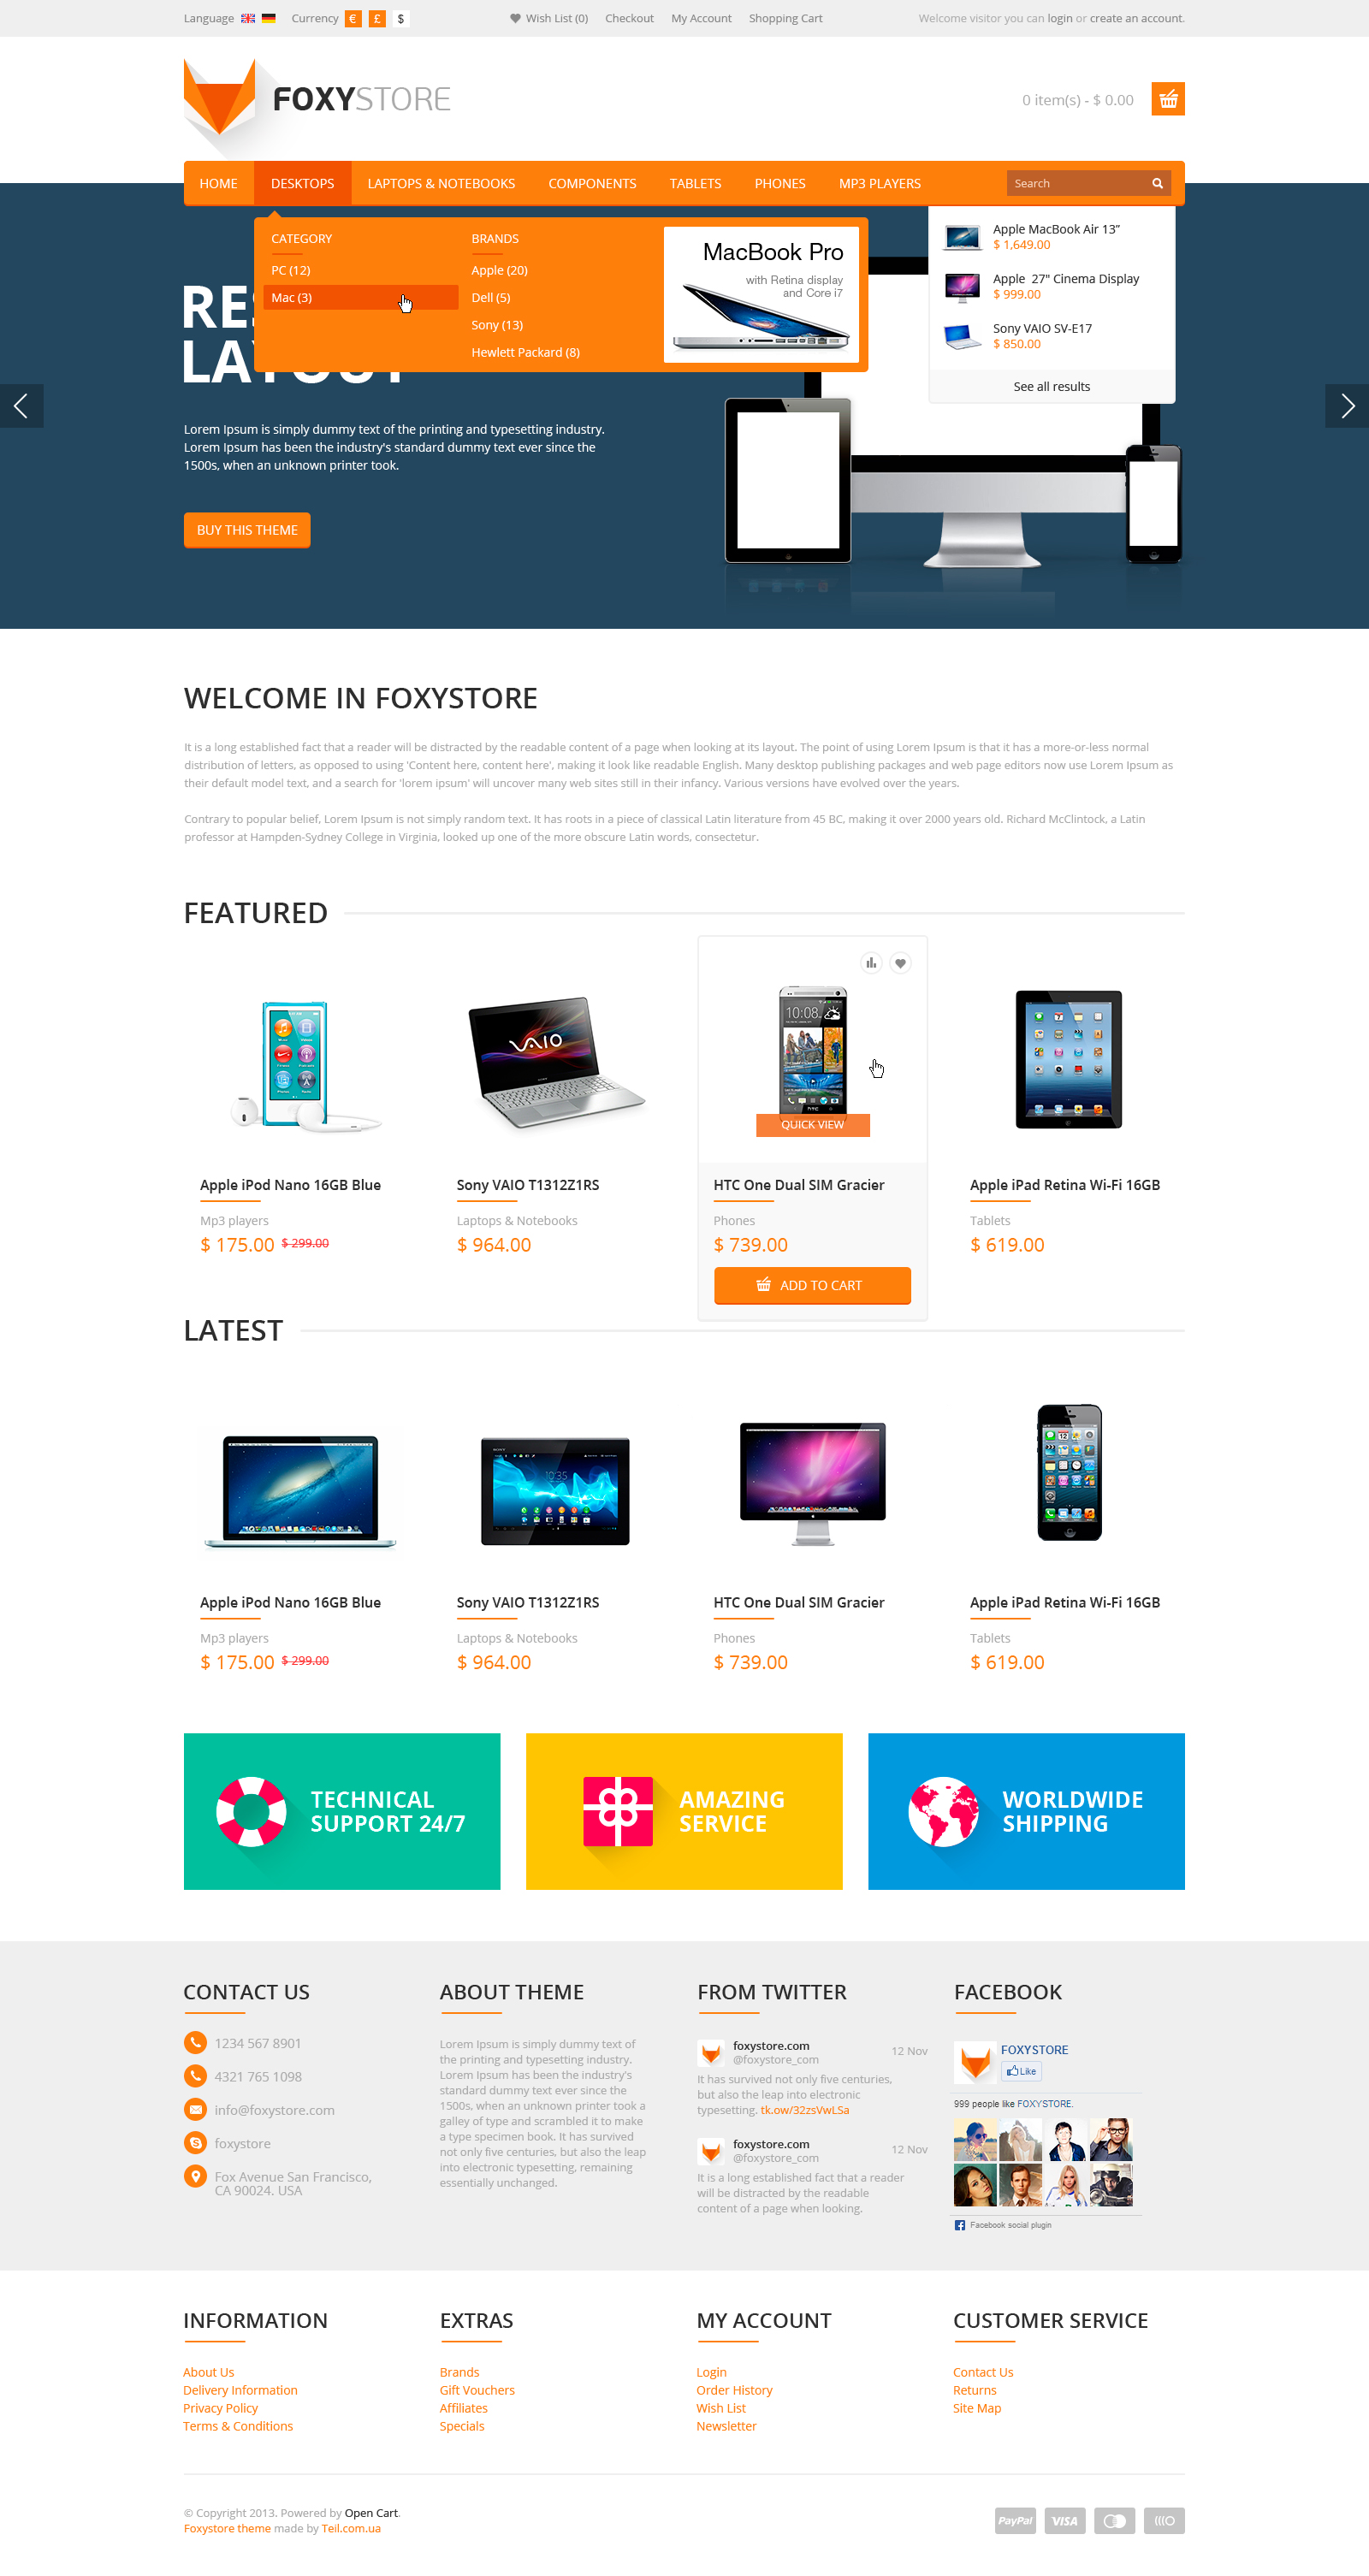 Language Currency € £ $ Wish List (0) Checkout My Account Shopping Cart Welcome visitor you can login or create an account.
FOXYSTORE
0 item(s) - $ 0.00
HOME DESKTOPS LAPTOPS & NOTEBOOKS COMPONENTS TABLETS PHONES MP3 PLAYERS Search
CATEGORY
PC (12)
Mac (3)
BRANDS
Apple (20)
Dell (5)
Sony (13)
Hewlett Packard (8)
MacBook Pro
with Retina display
and Core i7
Apple MacBook Air 13”
$ 1,649.00
Apple 27" Cinema Display
$ 999.00
Sony VAIO SV-E17
$ 850.00
See all results
Lorem Ipsum is simply dummy text of the printing and typesetting industry.
Lorem Ipsum has been the industry's standard dummy text ever since the
1500s, when an unknown printer took.
BUY THIS THEME
WELCOME IN FOXYSTORE
It is a long established fact that a reader will be distracted by the readable content of a page when looking at its layout. The point of using Lorem Ipsum is that it has a more-or-less normal
distribution of letters, as opposed to using 'Content here, content here', making it look like readable English. Many desktop publishing packages and web page editors now use Lorem Ipsum as
their default model text, and a search for 'lorem ipsum' will uncover many web sites still in their infancy. Various versions have evolved over the years.
Contrary to popular belief, Lorem Ipsum is not simply random text. It has roots in a piece of classical Latin literature from 45 BC, making it over 2000 years old. Richard McClintock, a Latin
professor at Hampden-Sydney College in Virginia, looked up one of the more obscure Latin words, consectetur.
FEATURED
VAIO
10:08
hTC
QUICK VIEW
Apple iPod Nano 16GB Blue
Mp3 players
$ 175.00 $ 299.00
Sony VAIO T1312Z1RS
Laptops & Notebooks
$ 964.00
HTC One Dual SIM Gracier
Phones
$ 739.00
ADD TO CART
Apple iPad Retina Wi-Fi 16GB
Tablets
$ 619.00
LATEST
SONY
10:35
Apple iPod Nano 16GB Blue
Mp3 players
$ 175.00 $ 299.00
Sony VAIO T1312Z1RS
Laptops & Notebooks
$ 964.00
HTC One Dual SIM Gracier
Phones
$ 739.00
Apple iPad Retina Wi-Fi 16GB
Tablets
$ 619.00
TECHNICAL
SUPPORT 24/7
AMAZING
SERVICE
WORLDWIDE
SHIPPING
CONTACT US
1234 567 8901
4321 765 1098
info@foxystore.com
foxystore
Fox Avenue San Francisco,
CA 90024. USA
ABOUT THEME
Lorem Ipsum is simply dummy text of
the printing and typesetting industry.
Lorem Ipsum has been the industry's
standard dummy text ever since the
1500s, when an unknown printer took a
galley of type and scrambled it to make
a type specimen book. It has survived
not only five centuries, but also the leap
into electronic typesetting, remaining
essentially unchanged.
FROM TWITTER
foxystore.com
@foxystore_com
12 Nov
It has survived not only five centuries,
but also the leap into electronic
typesetting. tk.ow/32zsVwLSa
foxystore.com
@foxystore_com
12 Nov
It is a long established fact that a reader
will be distracted by the readable
content of a page when looking.
FACEBOOK
FOXYSTORE
Like
999 people like FOXYSTORE.
Facebook social plugin
INFORMATION
About Us
Delivery Information
Privacy Policy
Terms & Conditions
EXTRAS
Brands
Gift Vouchers
Affiliates
Specials
MY ACCOUNT
Login
Order History
Wish List
Newsletter
CUSTOMER SERVICE
Contact Us
Returns
Site Map
© Copyright 2013. Powered by Open Cart.
Foxystore theme made by Teil.com.ua
PayPal VISA